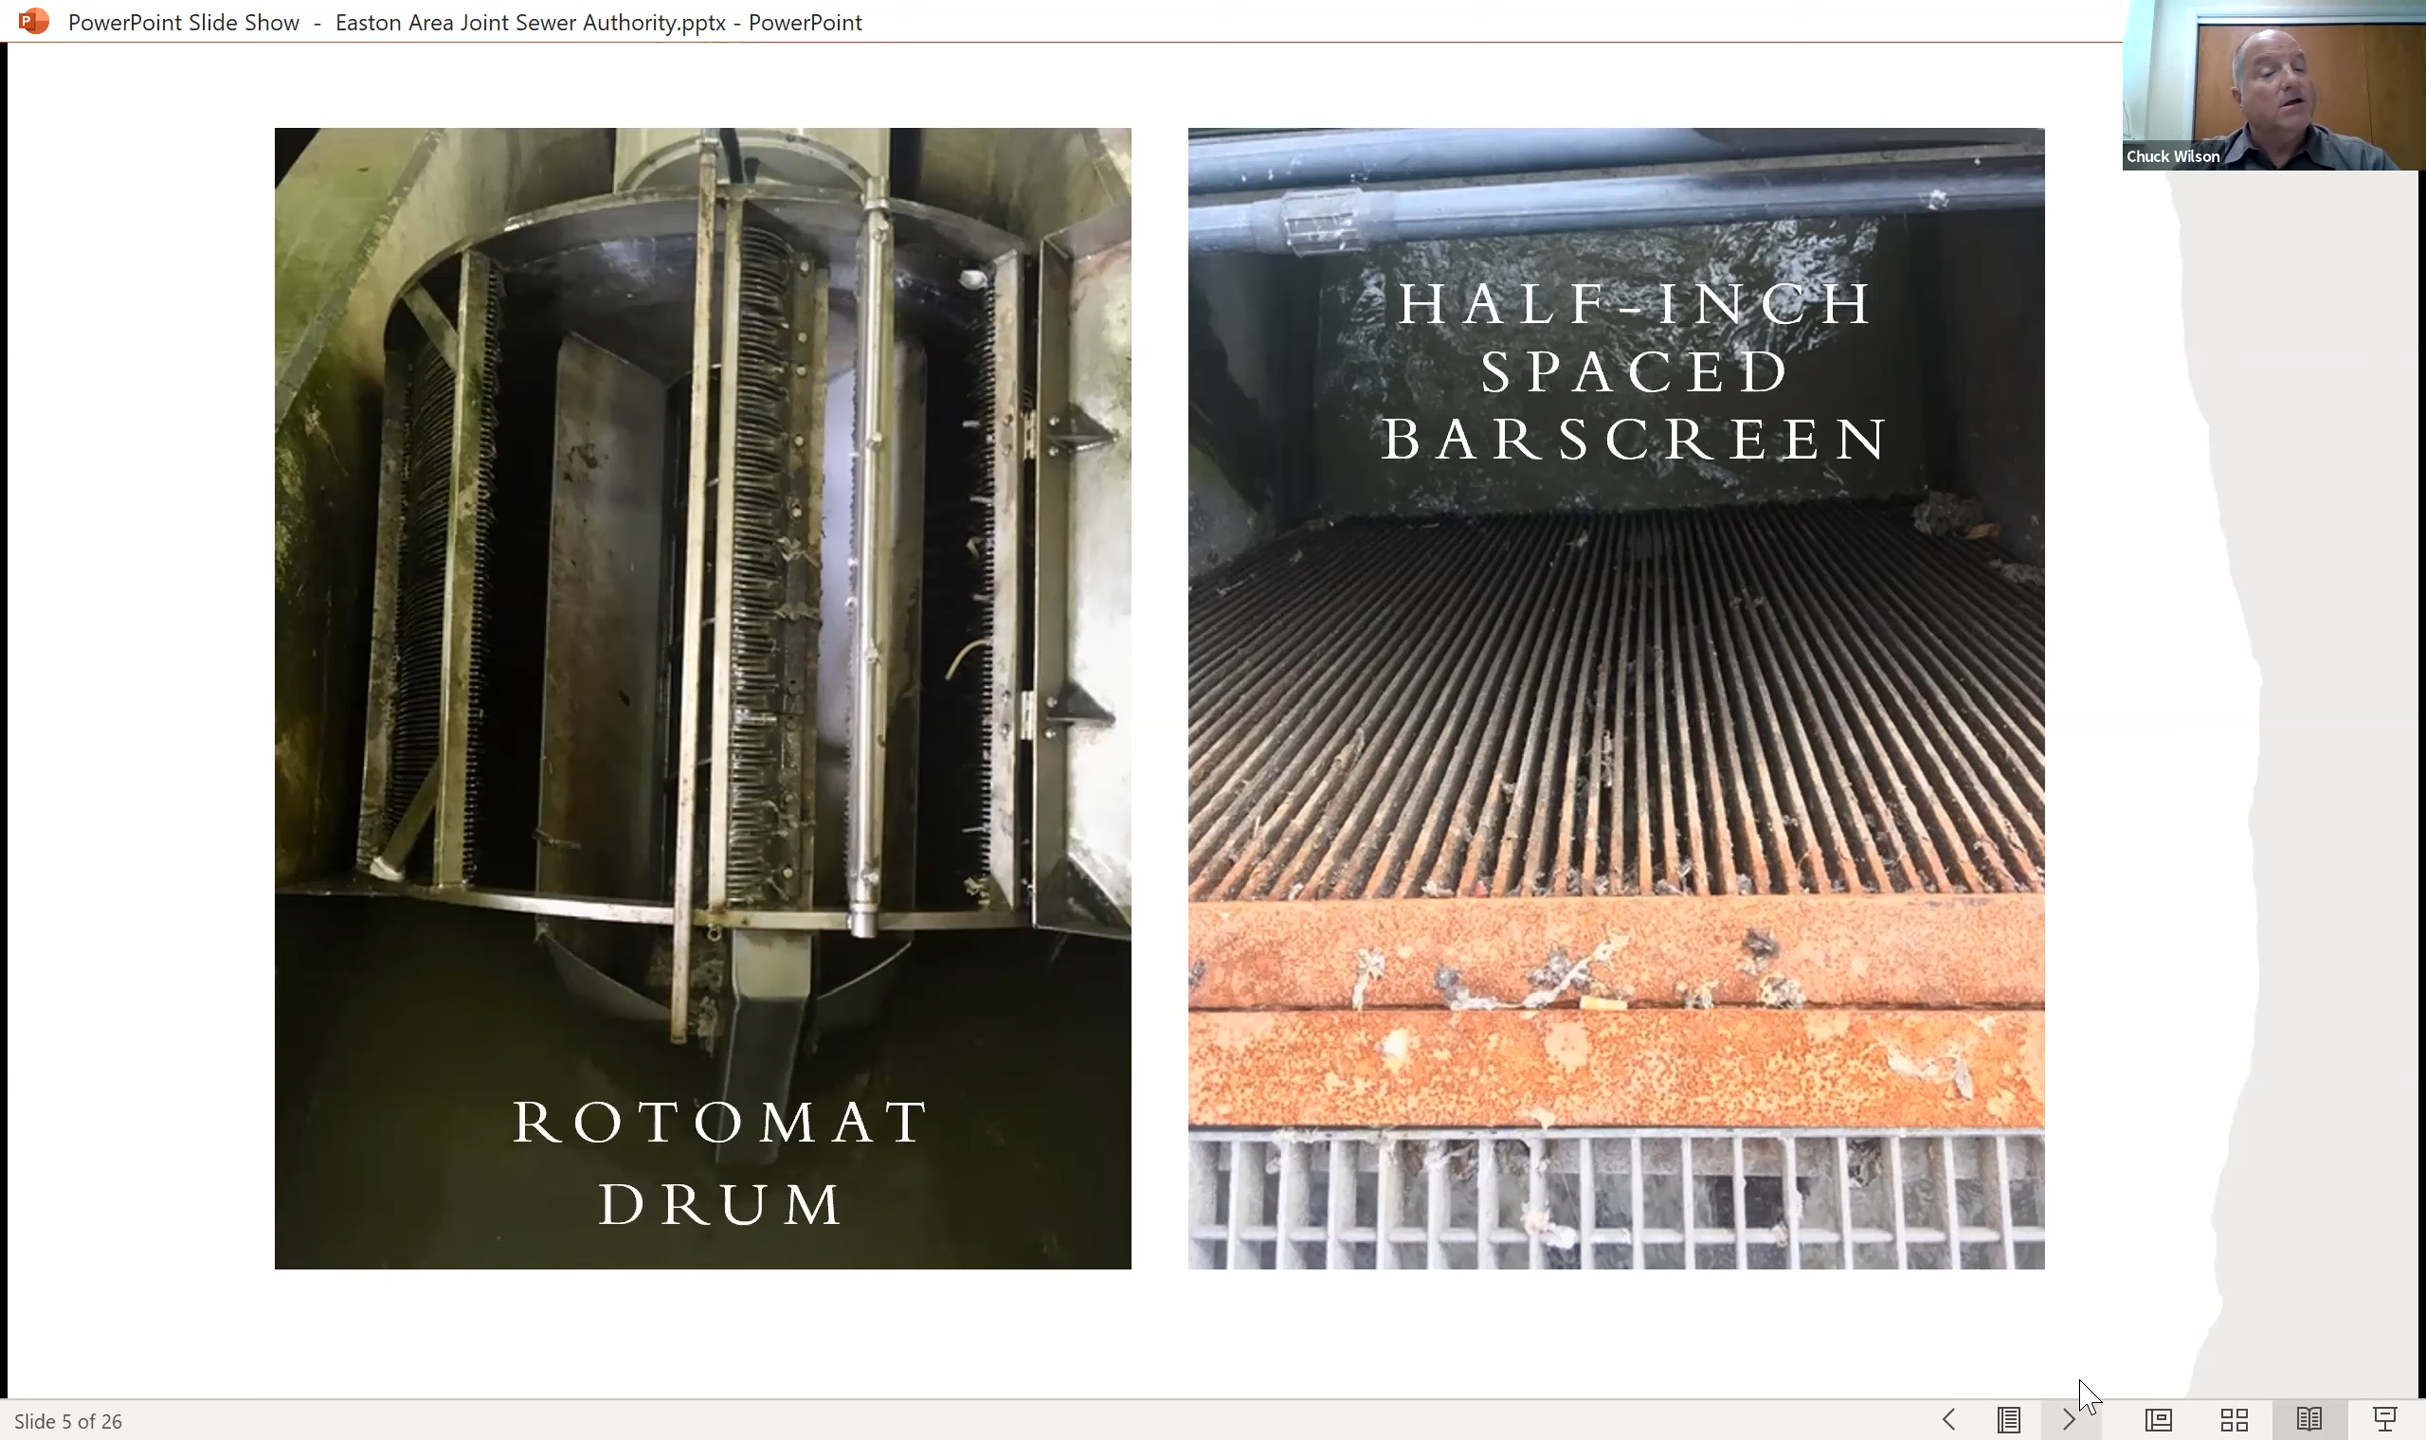 PowerPoint Slide Show - Easton Area Joint Sewer Authority.pptx - PowerPoint
Chuck Wilson
HALF-INCH
SPACED
BARSCREEN
ROTOMAT
DRUM
Slide 5 of 26